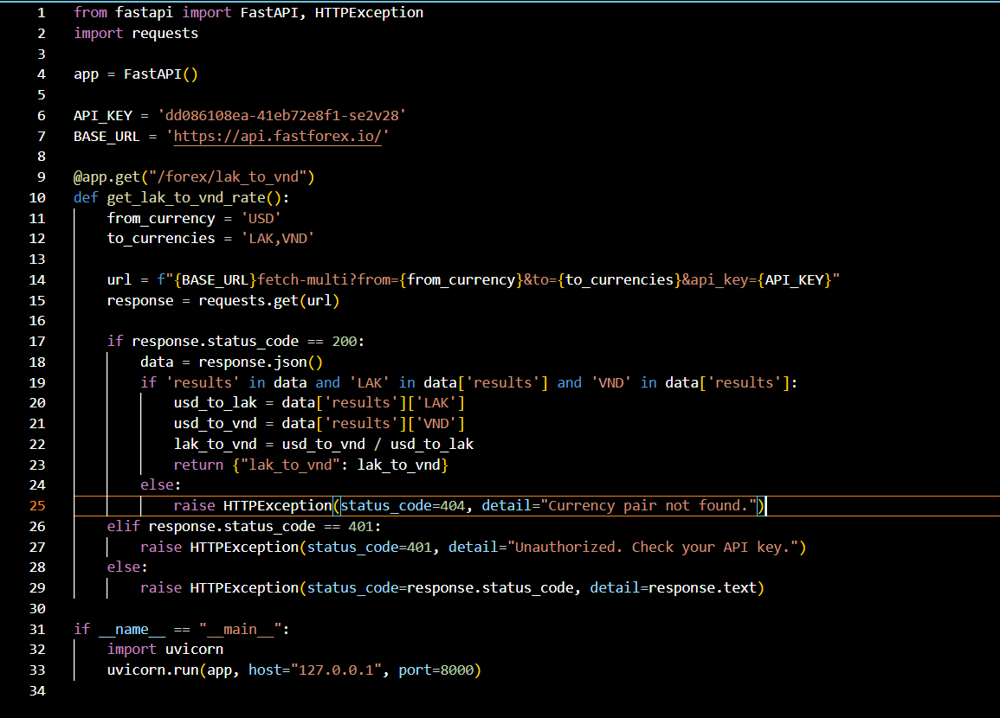 1 from fastapi import FastAPI, HTTPException
2 import requests
3
4 app = FastAPI()
5
6 API_KEY = 'dd086108ea-41eb72e8f1-se2v28'
7 BASE_URL = 'https://api.fastforex.io/'
8
9 @app.get("/forex/lak_to_vnd")
10 def get_lak_to_vnd_rate():
11     from_currency = 'USD'
12     to_currencies = 'LAK,VND'
13
14     url = f"{BASE_URL}fetch-multi?from={from_currency}&to={to_currencies}&api_key={API_KEY}"
15     response = requests.get(url)
16
17     if response.status_code == 200:
18         data = response.json()
19         if 'results' in data and 'LAK' in data['results'] and 'VND' in data['results']:
20             usd_to_lak = data['results']['LAK']
21             usd_to_vnd = data['results']['VND']
22             lak_to_vnd = usd_to_vnd / usd_to_lak
23             return {"lak_to_vnd": lak_to_vnd}
24         else:
25             raise HTTPException(status_code=404, detail="Currency pair not found.")
26     elif response.status_code == 401:
27         raise HTTPException(status_code=401, detail="Unauthorized. Check your API key.")
28     else:
29         raise HTTPException(status_code=response.status_code, detail=response.text)
30
31 if __name__ == "__main__":
32     import uvicorn
33     uvicorn.run(app, host="127.0.0.1", port=8000)
34